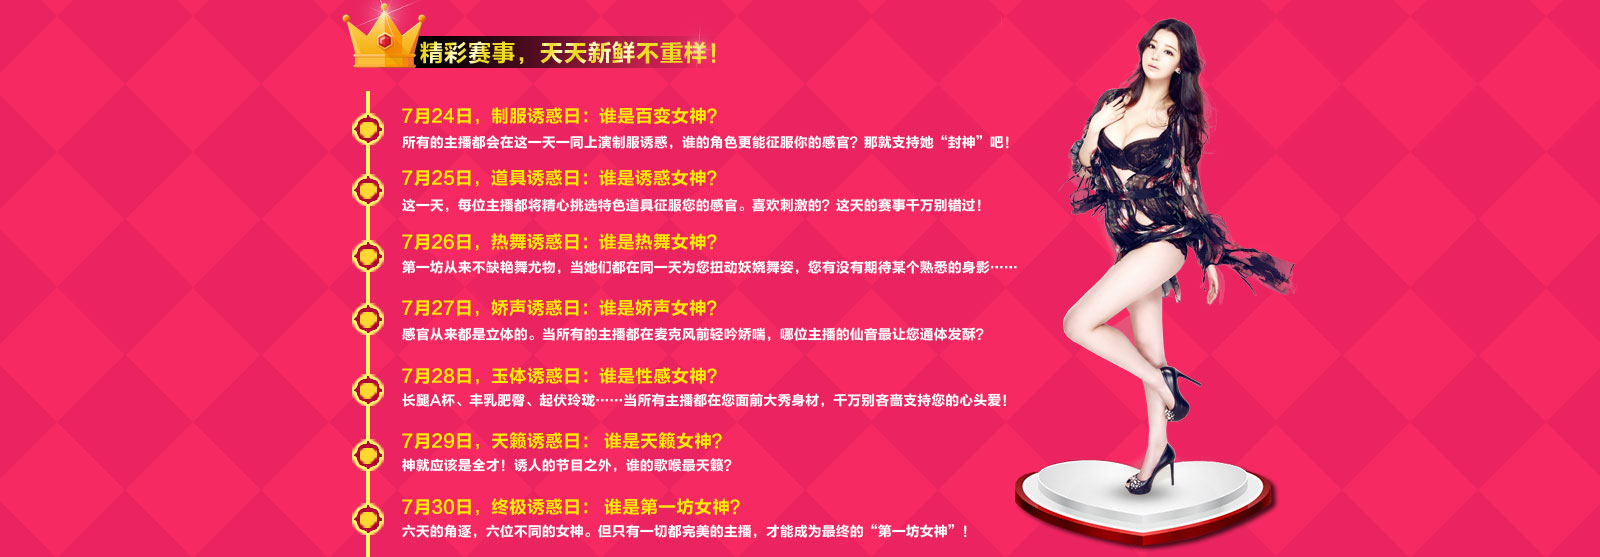 精彩赛事，天天新鲜不重样！
7月24日，制服诱惑日：谁是百变女神？
所有的主播都会在这一天一同上演制服诱惑，谁的角色更能征服你的感官？那就支持她“封神”吧！
7月25日，道具诱惑日：谁是诱惑女神？
这一天，每位主播都将精心挑选特色道具征服您的感官。喜欢刺激的？这天的赛事千万别错过！
7月26日，热舞诱惑日：谁是热舞女神？
第一坊从来不缺艳舞尤物，当她们都在同一天为您扭动妖娆舞姿，您有没有期待某个熟悉的身影……
7月27日，娇声诱惑日：谁是娇声女神？
感官从来都是立体的。当所有的主播都在麦克风前轻吟娇喘，哪位主播的仙音最让您通体发酥？
7月28日，玉体诱惑日：谁是性感女神？
长腿A杯、丰乳肥臀、起伏玲珑……当所有主播都在您面前大秀身材，千万别吝啬支持您的心头爱！
7月29日，天籁诱惑日： 谁是天籁女神？
神就应该是全才！诱人的节目之外，谁的歌喉最天籁？
7月30日，终极诱惑日： 谁是第一坊女神？
六天的角逐，六位不同的女神。但只有一切都完美的主播，才能成为最终的“第一坊女神”！